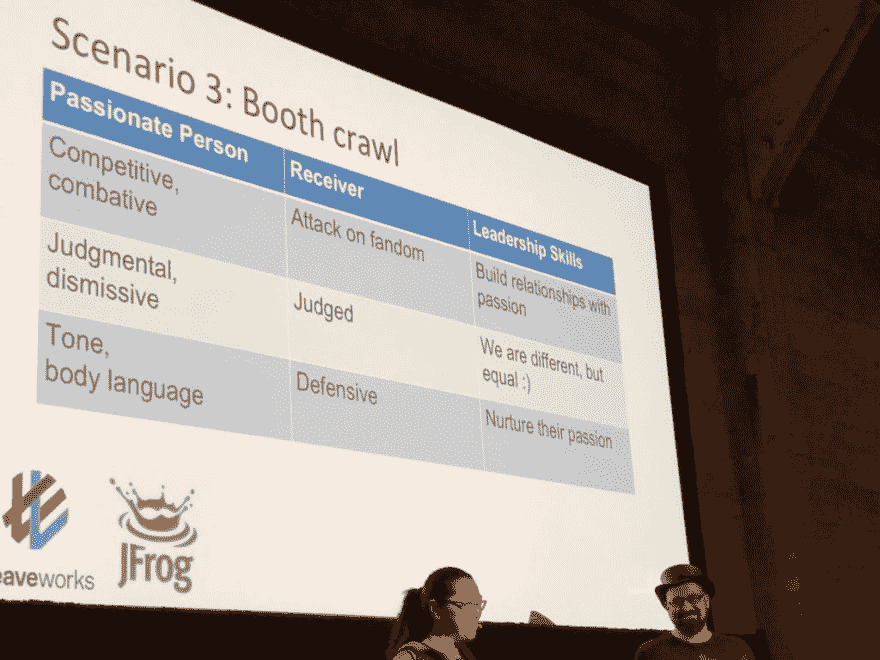 Scenario 3: Booth crawl
Passionate Person
Receiver
Leadership Skills
Competitive,
combative
Attack on fandom
Build relationships with
passion
Judgmental,
dismissive
Judged
We are different, but
equal :)
Tone,
body language
Defensive
Nurture their passion
eaveworks
JFrog